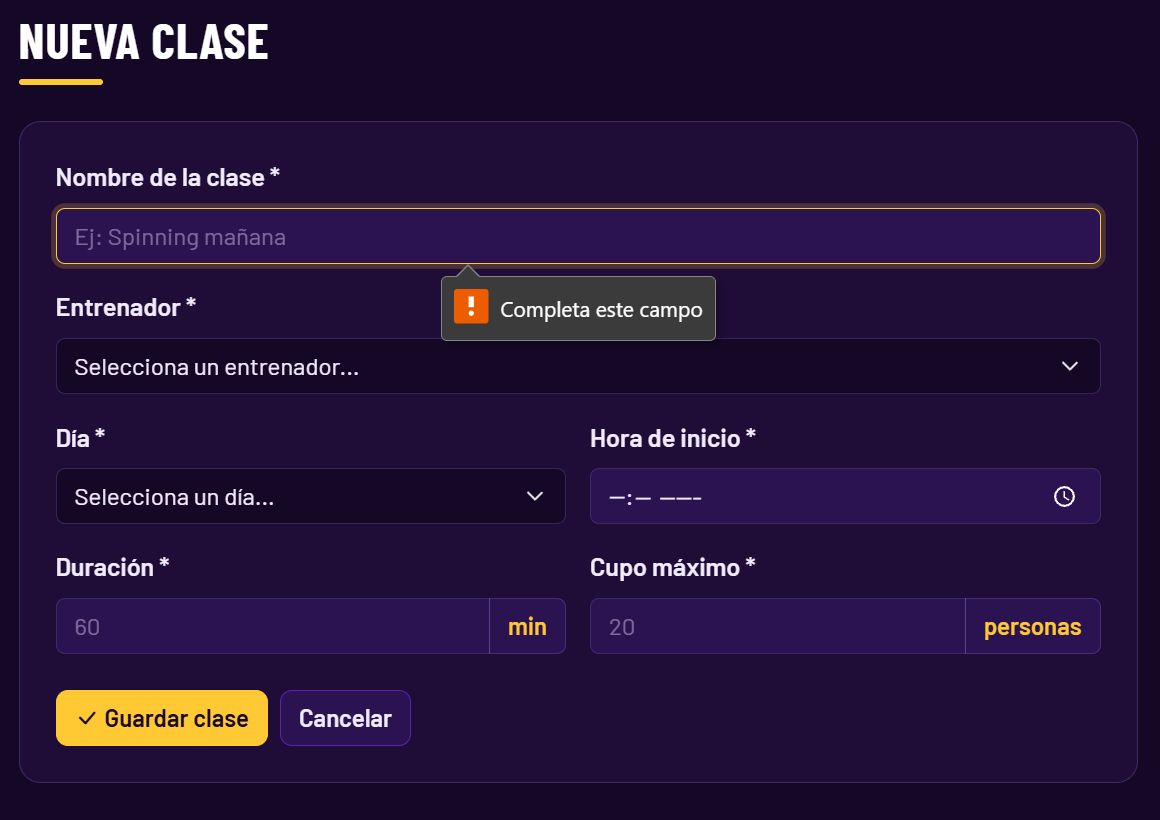 NUEVA CLASE
Nombre de la clase *
Ej: Spinning mañana
Completa este campo
Entrenador *
Selecciona un entrenador...
Día *
Hora de inicio *
Selecciona un día...
--:-- ----
Duración *
Cupo máximo *
60 min
20 personas
Guardar clase
Cancelar